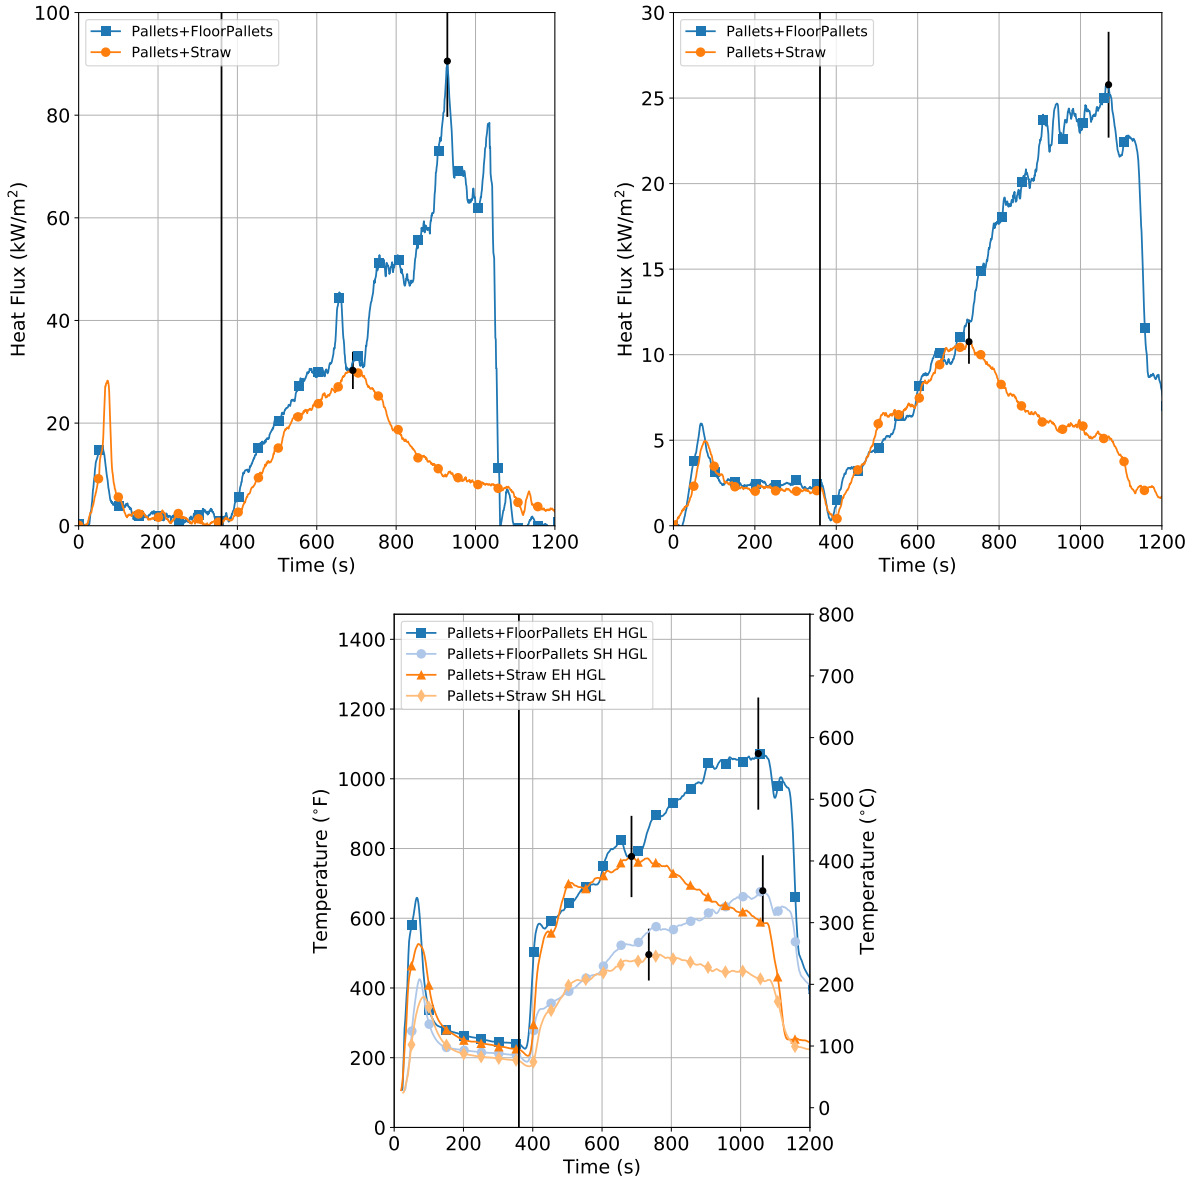 100
80
60
40
20
0
Heat Flux (kW/m²)
Pallets+FloorPallets
Pallets+Straw
0 200 400 600 800 1000 1200
Time (s)
30
25
20
15
10
5
0
Heat Flux (kW/m²)
Pallets+FloorPallets
Pallets+Straw
0 200 400 600 800 1000 1200
Time (s)
1400
1200
1000
800
600
400
200
0
Temperature (°F)
Pallets+FloorPallets EH HGL
Pallets+FloorPallets SH HGL
Pallets+Straw EH HGL
Pallets+Straw SH HGL
800
700
600
500
400
300
200
100
0
Temperature (°C)
0 200 400 600 800 1000 1200
Time (s)